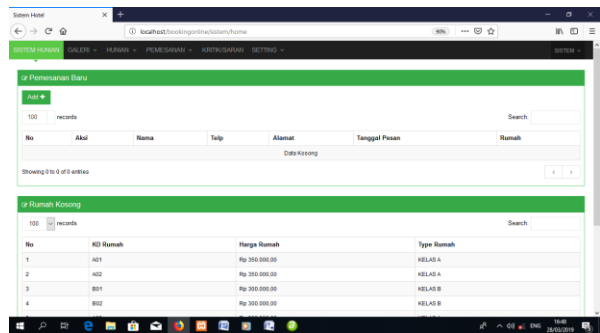 Sistem Hotel
localhost/bookingonline/sistem/home
90%
SISTEM HUNIAN GALERI HUNIAN PEMESANAN KRITIK/SARAN SETTING SISTEM
Pemesanan Baru
Add +
100 records Search:
No Aksi Nama Telp Alamat Tanggal Pesan Rumah
Data Kosong
Showing 0 to 0 of 0 entries
Rumah Kosong
100 records Search:
No KD Rumah Harga Rumah Type Rumah
1 A01 Rp 350.000,00 KELAS A
2 A02 Rp 350.000,00 KELAS A
3 B01 Rp 300.000,00 KELAS B
4 B02 Rp 300.000,00 KELAS B
ENG 16:48
28/03/2019